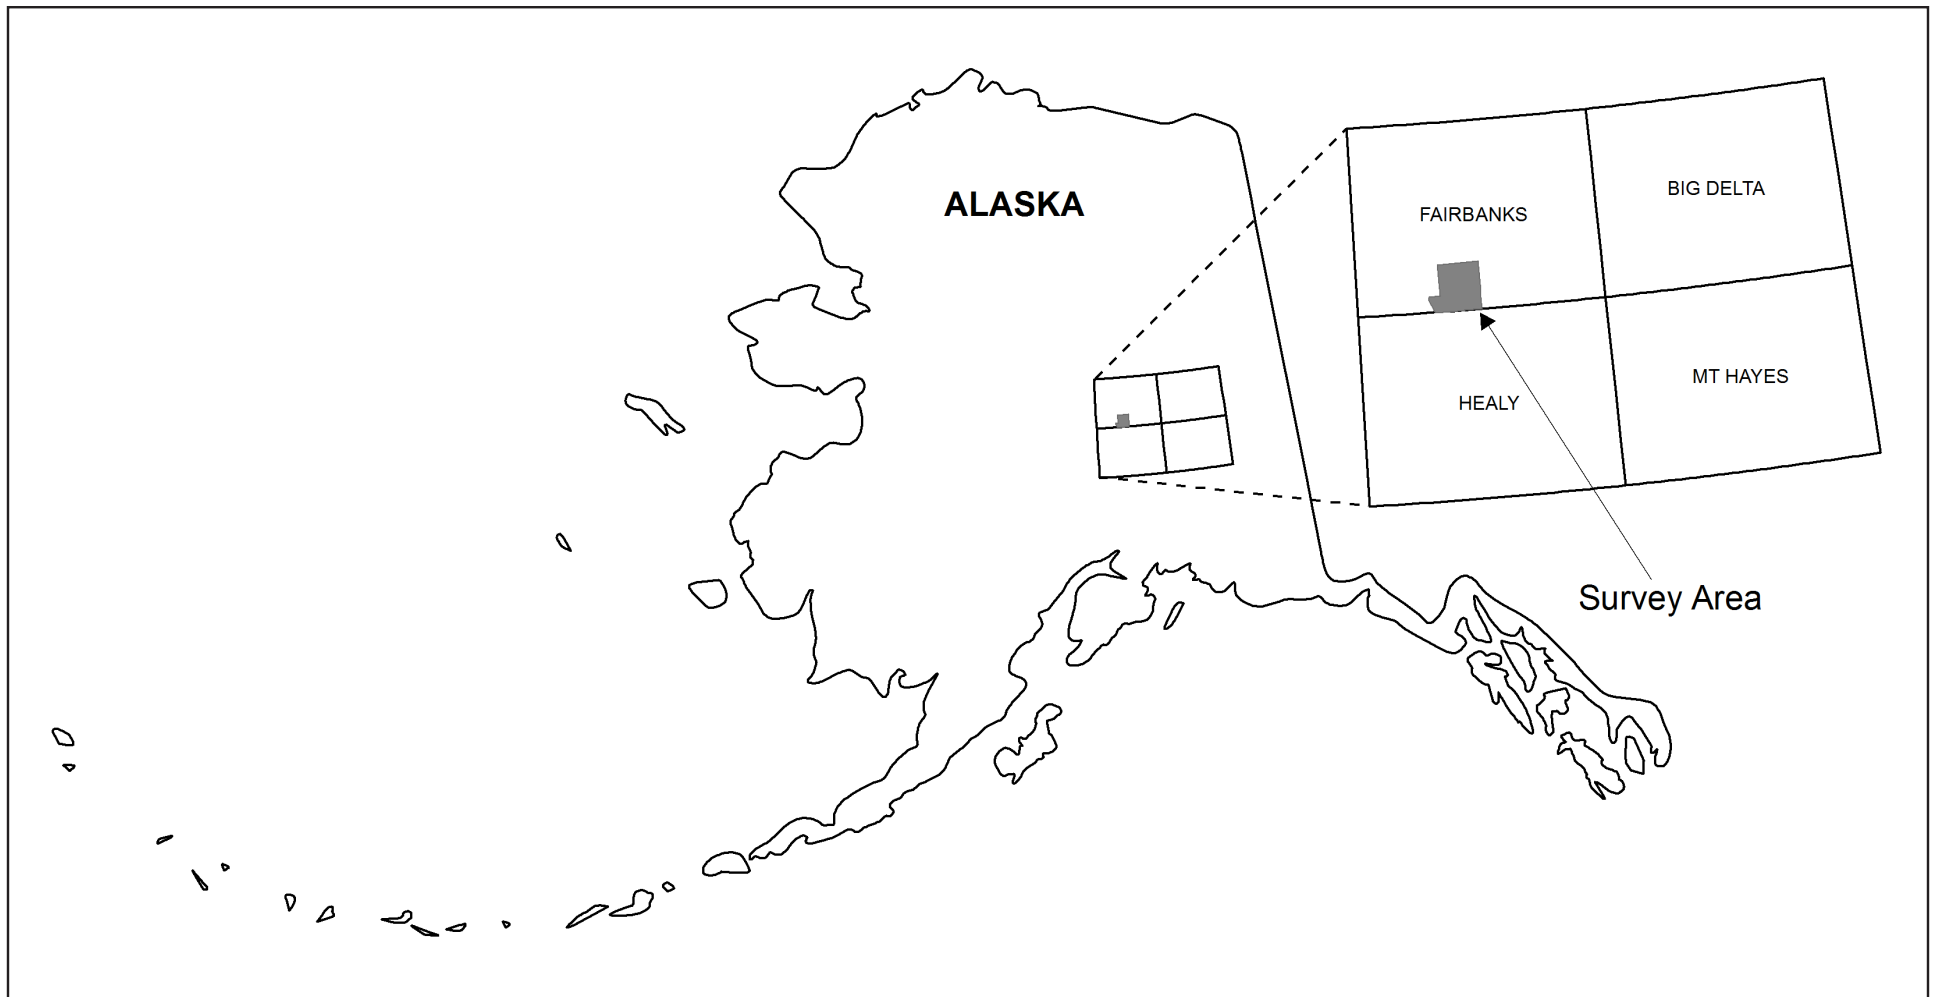 ALASKA
BIG DELTA
FAIRBANKS
MT HAYES
HEALY
Survey Area